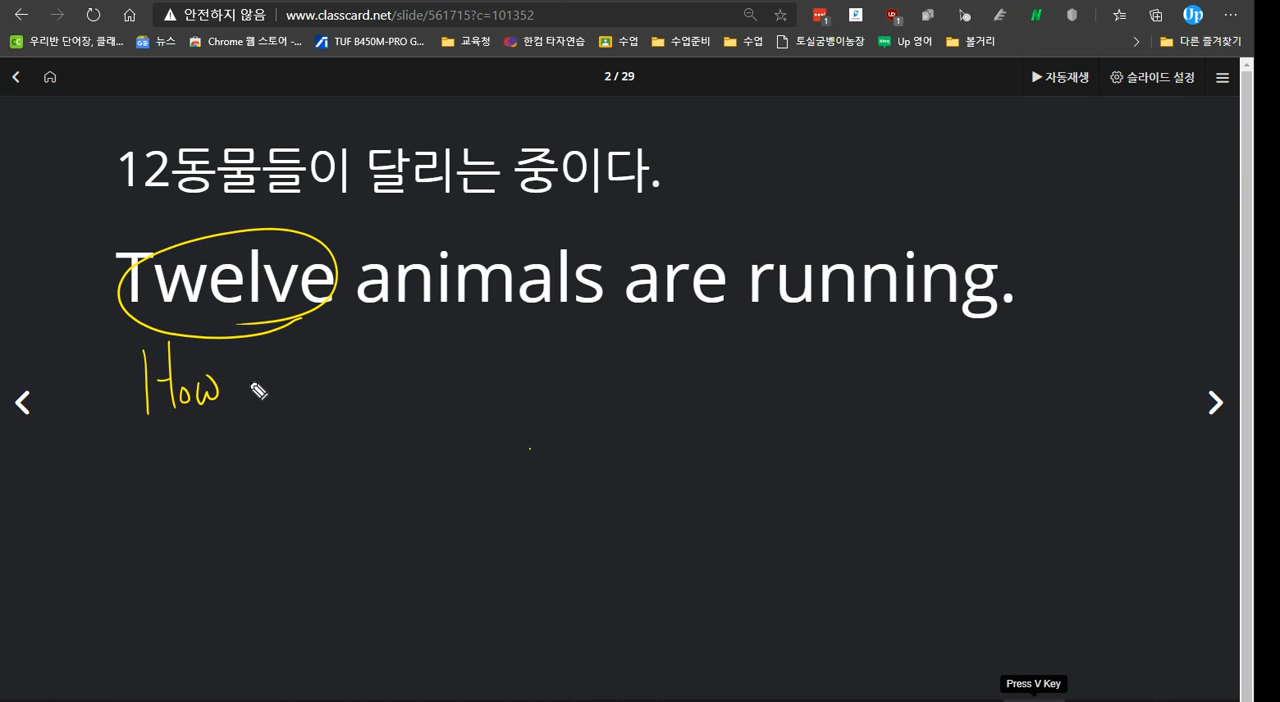 안전하지 않음 www.classcard.net/slide/561715?c=101352
우리반 단어장, 클래... 뉴스 Chrome 웹 스토어 -... TUF B450M-PRO G... 교육청 한컴 타자연습 수업 수업준비 수업 토실굼벵이농장 Up 영어 볼거리 다른 즐겨찾기
2 / 29 자동재생 슬라이드 설정
12동물들이 달리는 중이다.
Twelve animals are running.
How
Press V Key